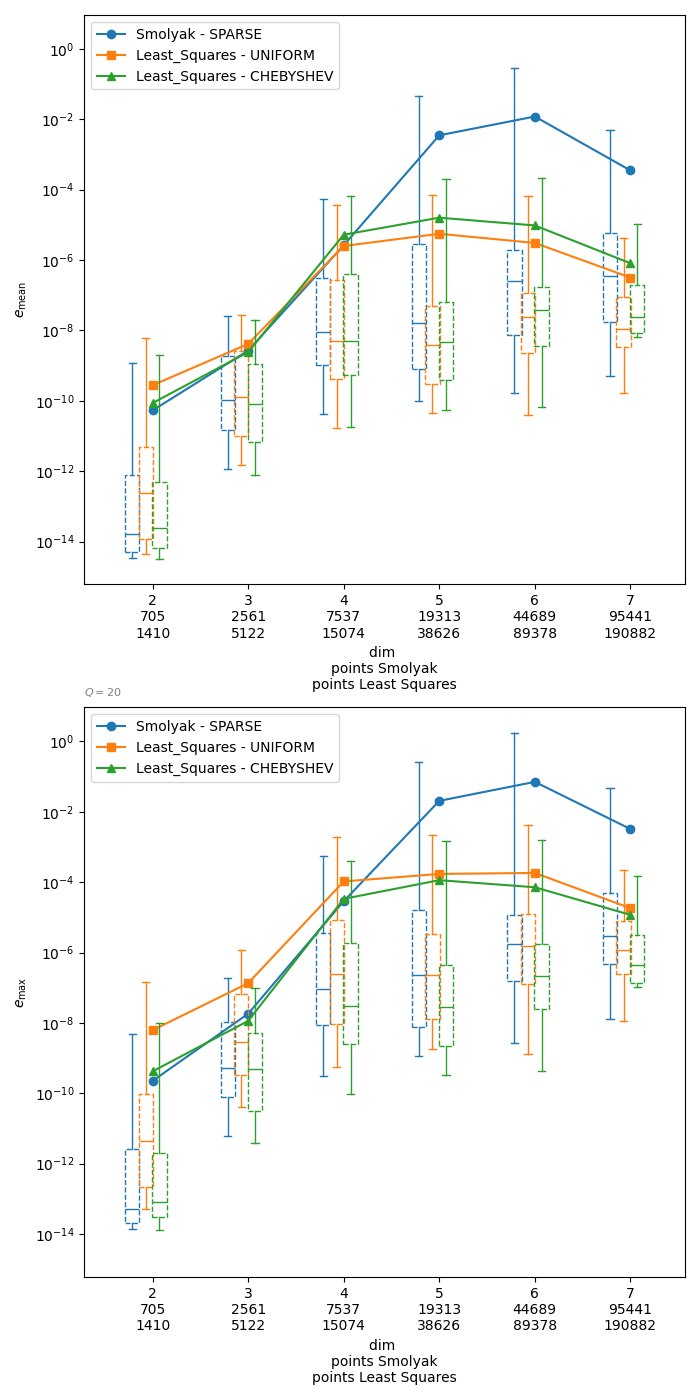 Smolyak - SPARSE
Least_Squares - UNIFORM
Least_Squares - CHEBYSHEV
10^0
10^-2
10^-4
10^-6
10^-8
10^-10
10^-12
10^-14
e_mean
2 3 4 5 6 7
705 2561 7537 19313 44689 95441
1410 5122 15074 38626 89378 190882
dim
points Smolyak
points Least Squares
Q = 20
Smolyak - SPARSE
Least_Squares - UNIFORM
Least_Squares - CHEBYSHEV
10^0
10^-2
10^-4
10^-6
10^-8
10^-10
10^-12
10^-14
e_max
2 3 4 5 6 7
705 2561 7537 19313 44689 95441
1410 5122 15074 38626 89378 190882
dim
points Smolyak
points Least Squares